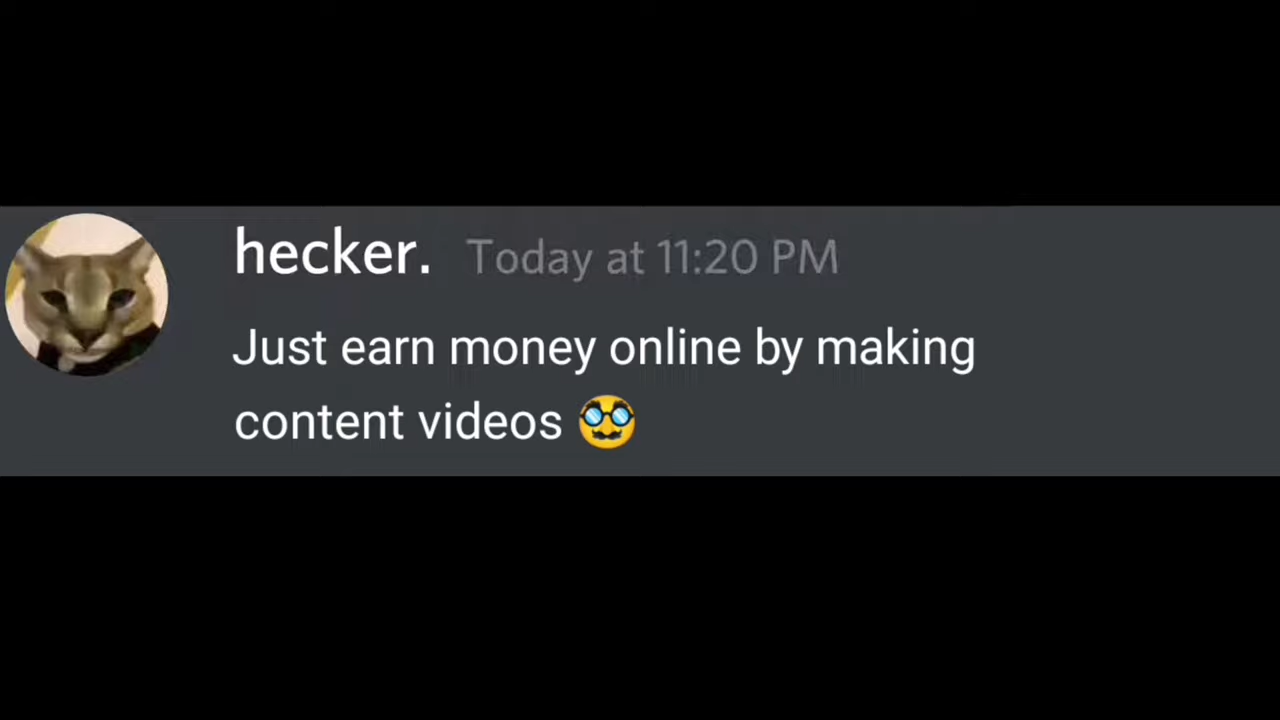 hecker. Today at 11:20 PM
Just earn money online by making
content videos 🥸